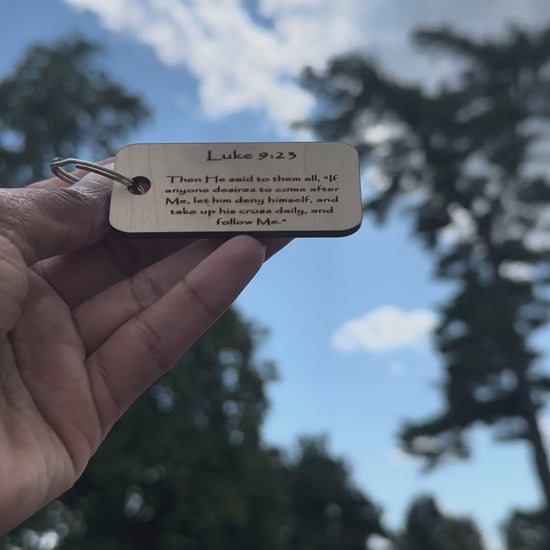 Luke 9:23
Then He said to them all, "If
anyone desires to come after
Me, let him deny himself, and
take up his cross daily, and
follow Me."